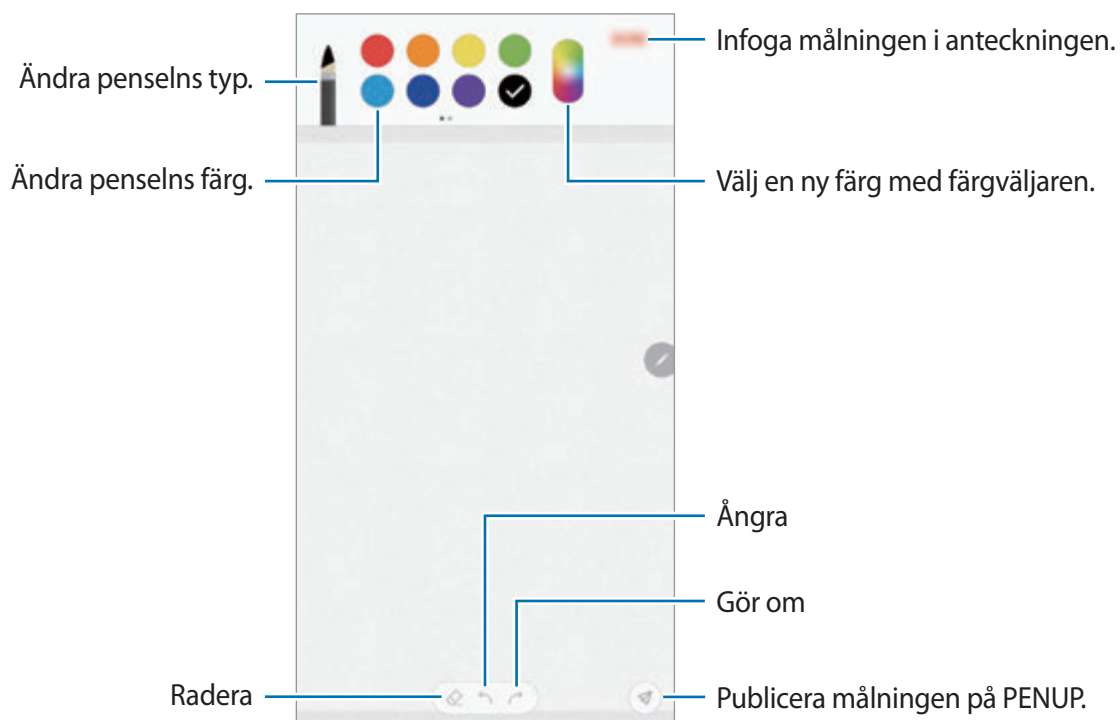 Infoga målningen i anteckningen.
Ändra penselns typ.
Ändra penselns färg.
Välj en ny färg med färgväljaren.
Ångra
Gör om
Radera
Publicera målningen på PENUP.